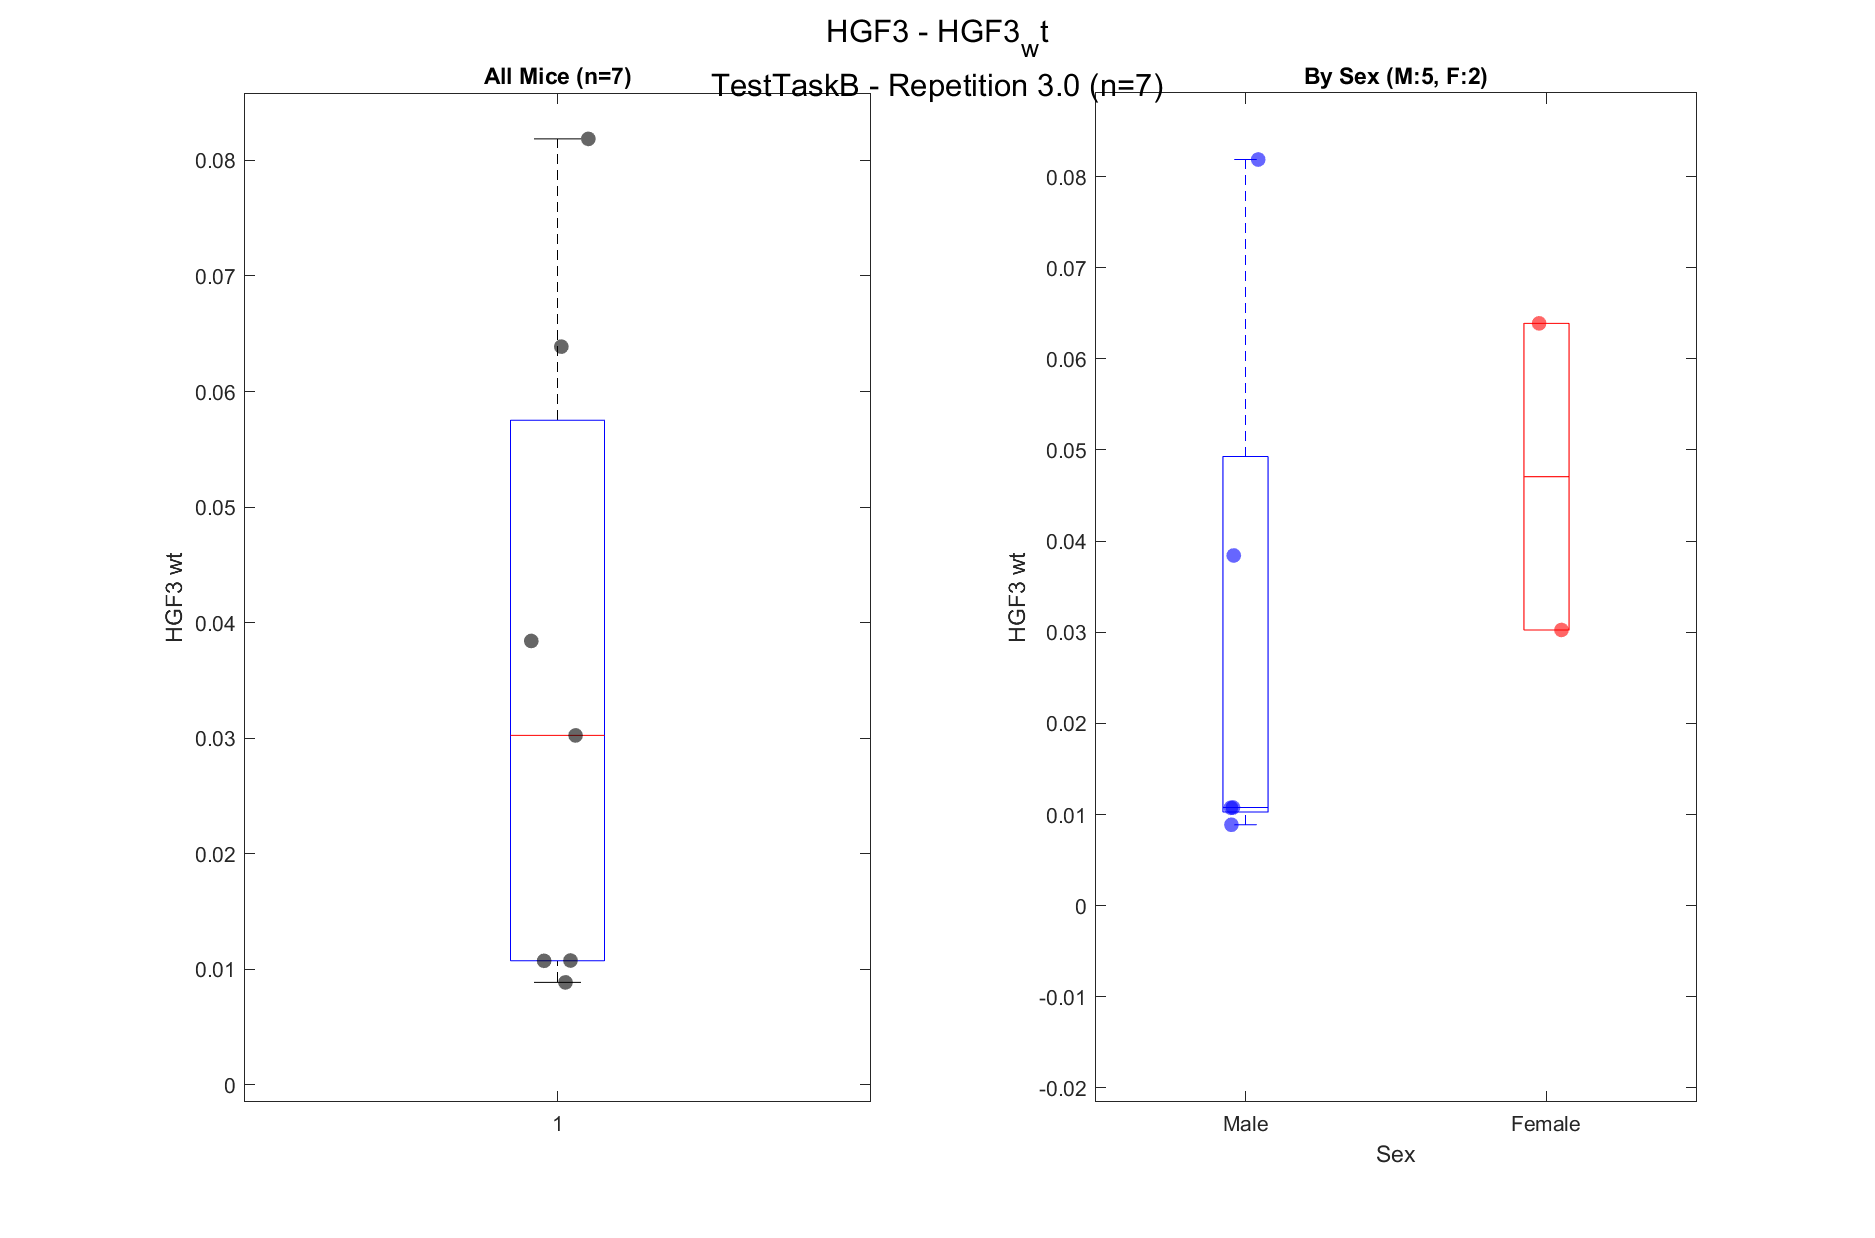 HGF3 - HGF3wt
TestTaskB - Repetition 3.0 (n=7)
All Mice (n=7)
HGF3 wt
0.08
0.07
0.06
0.05
0.04
0.03
0.02
0.01
0
1
By Sex (M:5, F:2)
HGF3 wt
0.08
0.07
0.06
0.05
0.04
0.03
0.02
0.01
0
-0.01
-0.02
Male Female
Sex